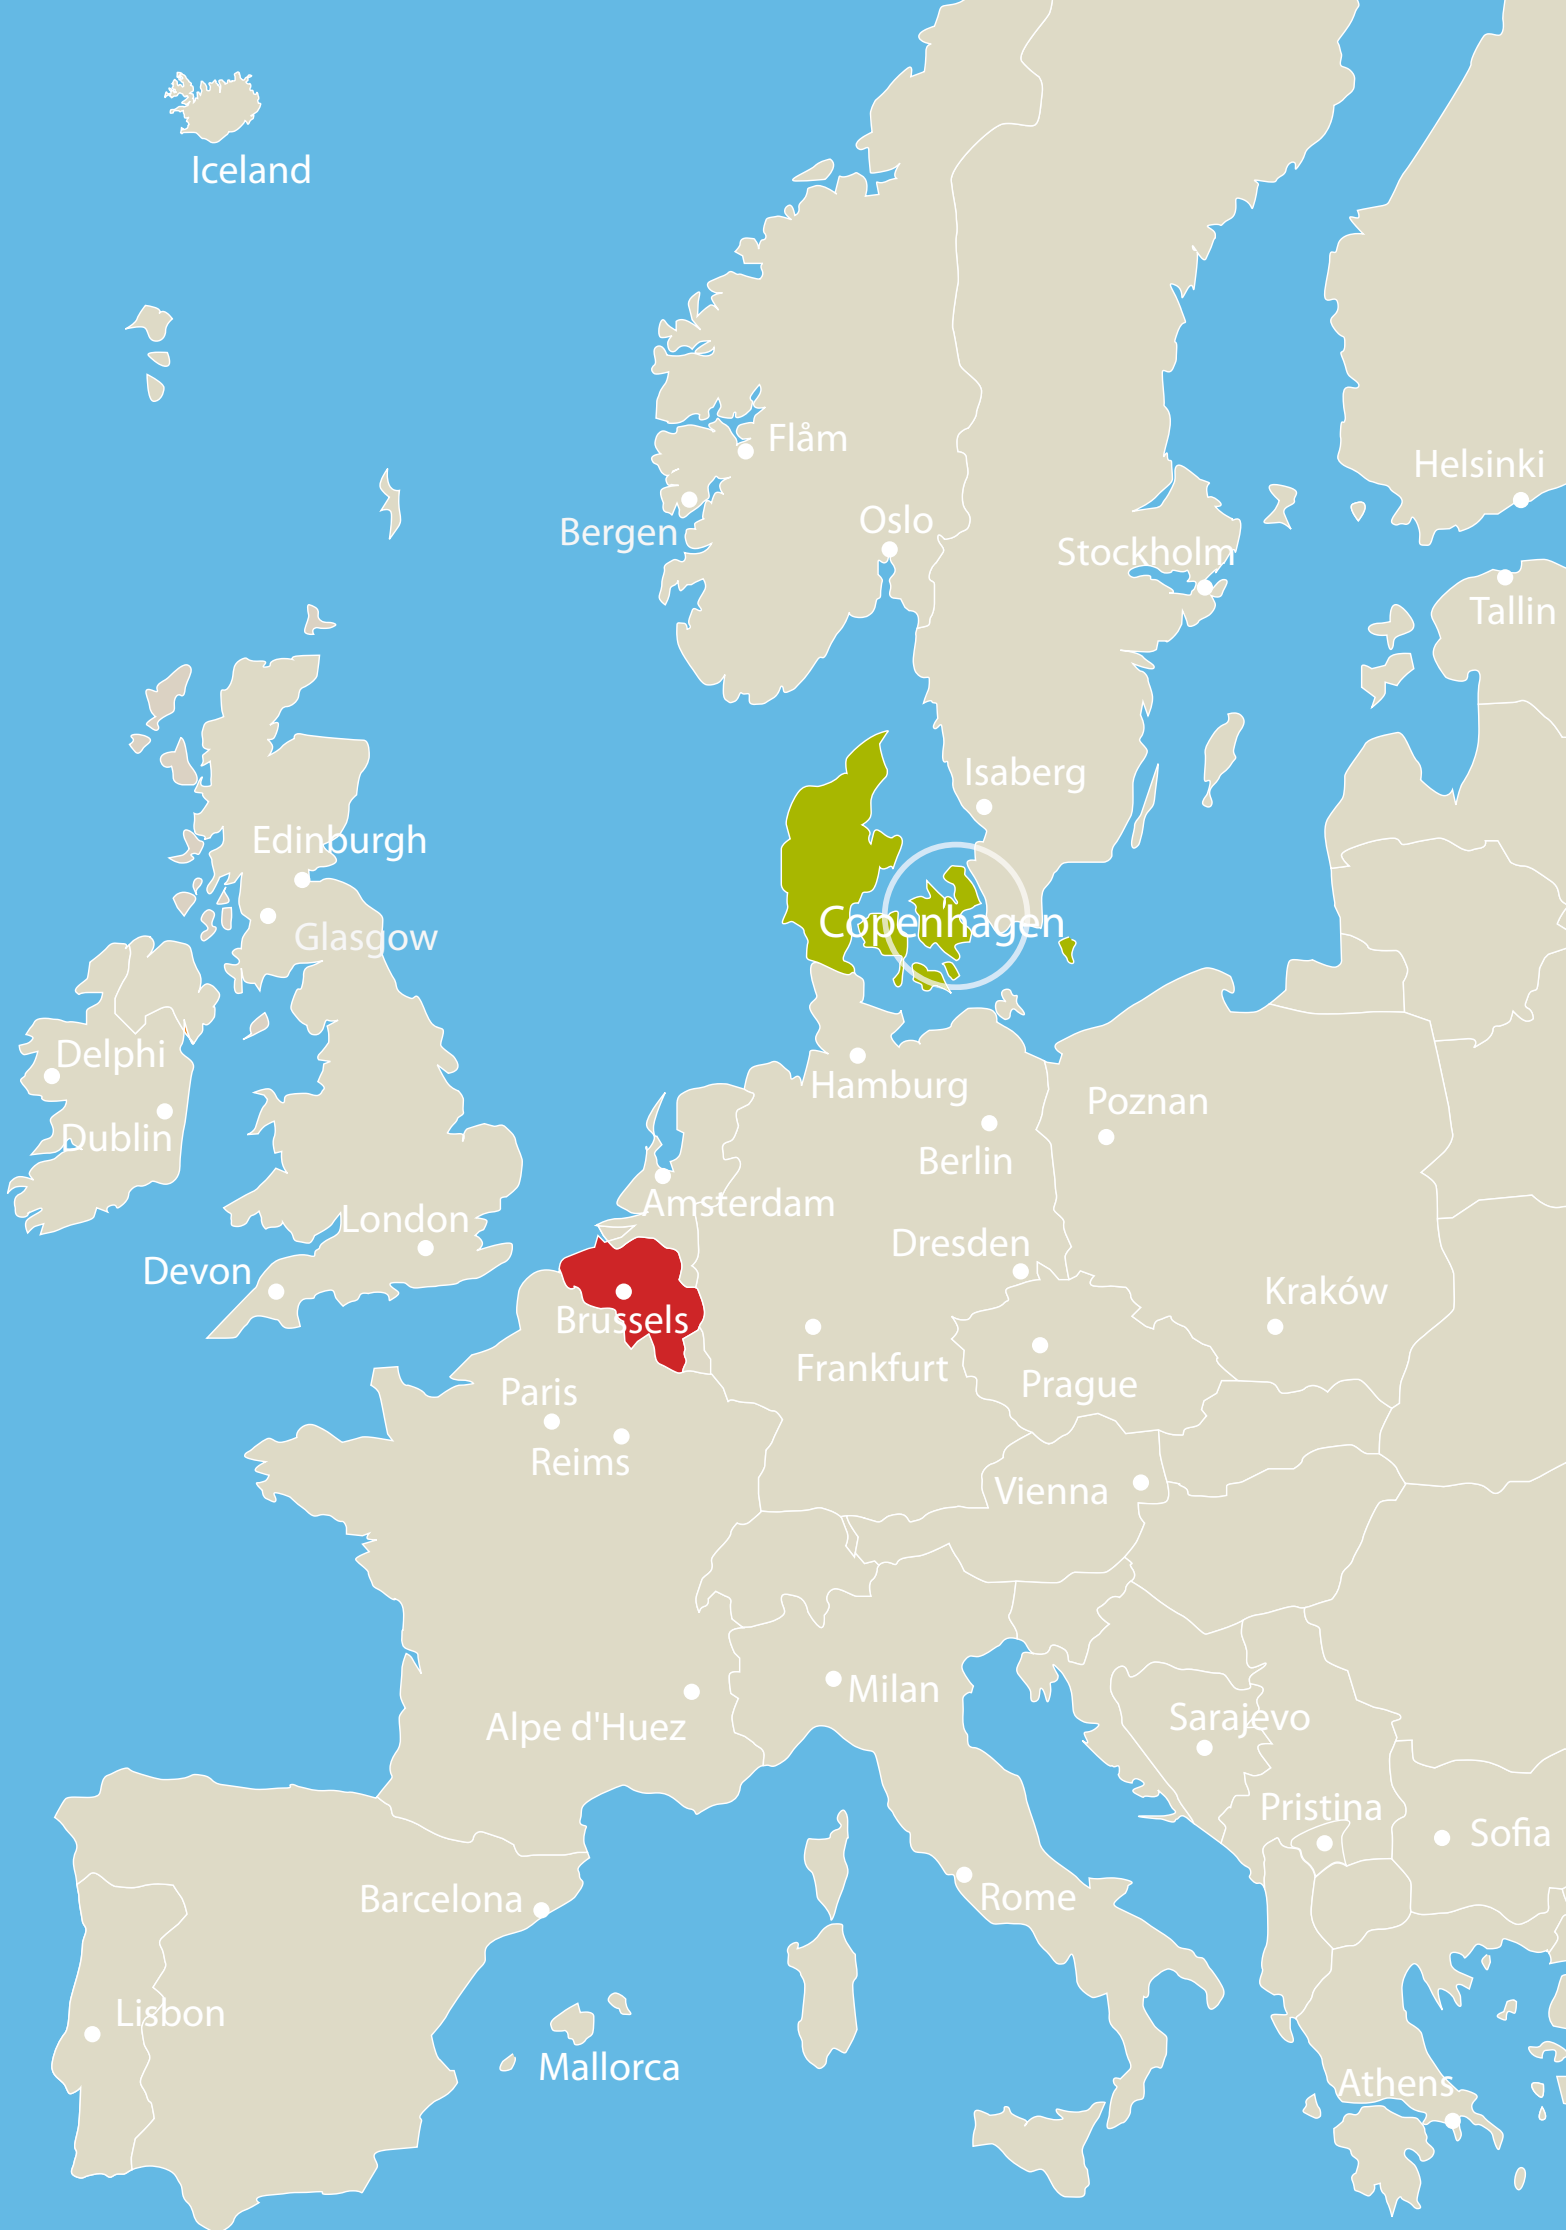 Iceland
Flåm
Helsinki
Bergen
Oslo
Stockholm
Tallin
Isaberg
Edinburgh
Glasgow
Copenhagen
Delphi
Hamburg
Poznan
Dublin
Berlin
Amsterdam
London
Dresden
Devon
Kraków
Brussels
Frankfurt
Prague
Paris
Reims
Vienna
Milan
Sarajevo
Alpe d'Huez
Pristina
Sofia
Barcelona
Rome
Lisbon
Mallorca
Athens